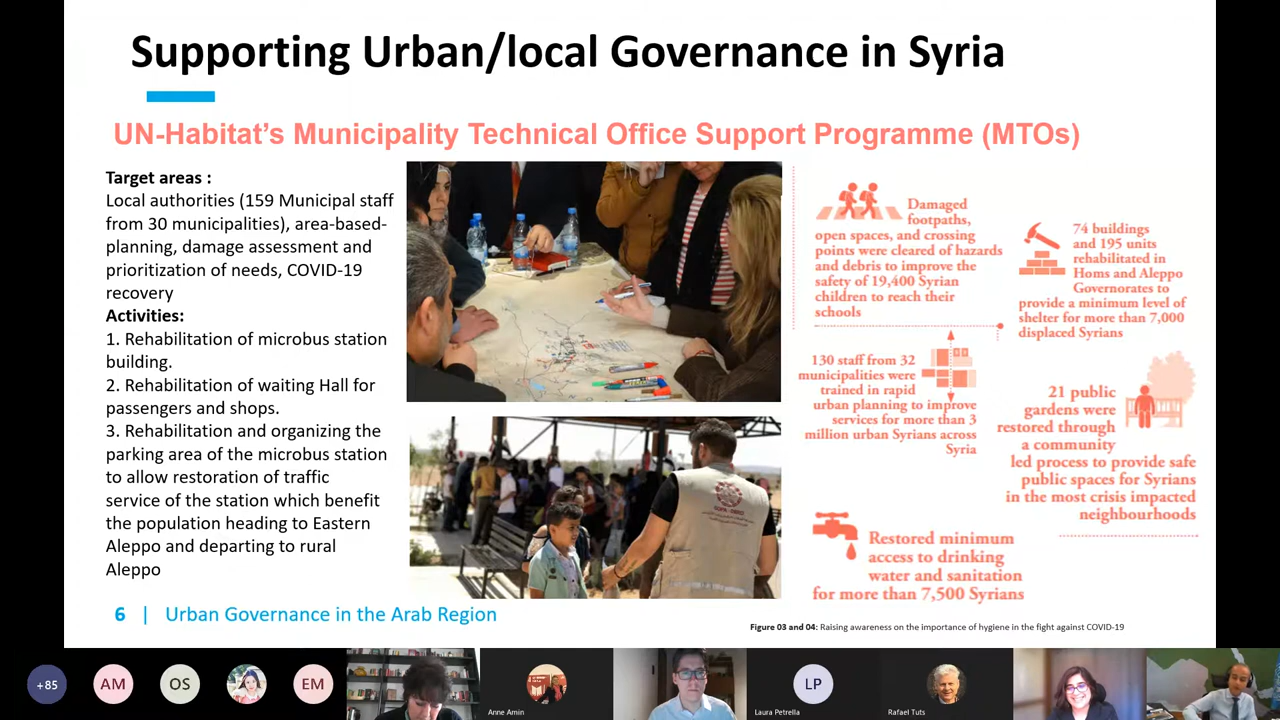 Supporting Urban/local Governance in Syria
UN-Habitat's Municipality Technical Office Support Programme (MTOs)
Target areas :
Local authorities (159 Municipal staff
from 30 municipalities), area-based-
planning, damage assessment and
prioritization of needs, COVID-19
recovery
Activities:
1. Rehabilitation of microbus station
building.
2. Rehabilitation of waiting Hall for
passengers and shops.
3. Rehabilitation and organizing the
parking area of the microbus station
to allow restoration of traffic
service of the station which benefit
the population heading to Eastern
Aleppo and departing to rural
Aleppo
Damaged
footpaths,
open spaces, and crossing
points were cleared of hazards
and debris to improve the
safety of 19,400 Syrian
children to reach their
schools
74 buildings
and 195 units
rehabilitated in
Homs and Aleppo
Governorates to
provide a minimum level of
shelter for more than 7,000
displaced Syrians
130 staff from 32
municipalities were
trained in rapid
urban planning to improve
services for more than 3
million urban Syrians across
Syria
21 public
gardens were
restored through
a community
led process to provide safe
public spaces for Syrians
in the most crisis impacted
neighbourhoods
Restored minimum
access to drinking
water and sanitation
for more than 7,500 Syrians
6 | Urban Governance in the Arab Region
Figure 03 and 04: Raising awareness on the importance of hygiene in the fight against COVID-19
+85
AM
OS
EM
Anne Amin
LP
Laura Petrella
Rafael Tuts